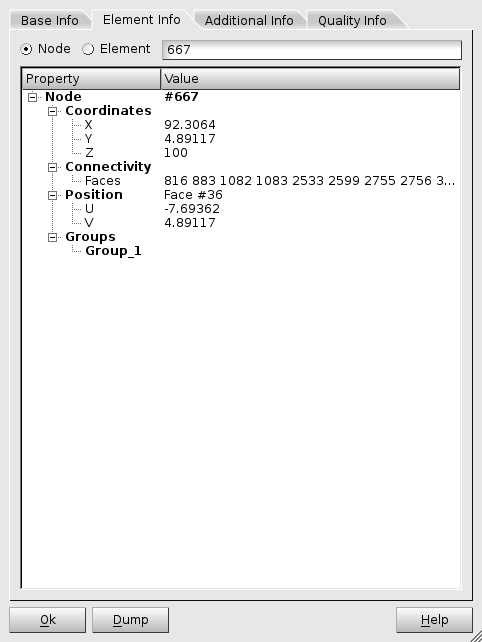 Base Info Element Info Additional Info Quality Info
Node Element 667
Property Value
Node #667
Coordinates
X 92.3064
Y 4.89117
Z 100
Connectivity
Faces 816 883 1082 1083 2533 2599 2755 2756 3...
Position Face #36
U -7.69362
V 4.89117
Groups
Group_1
Ok Dump Help